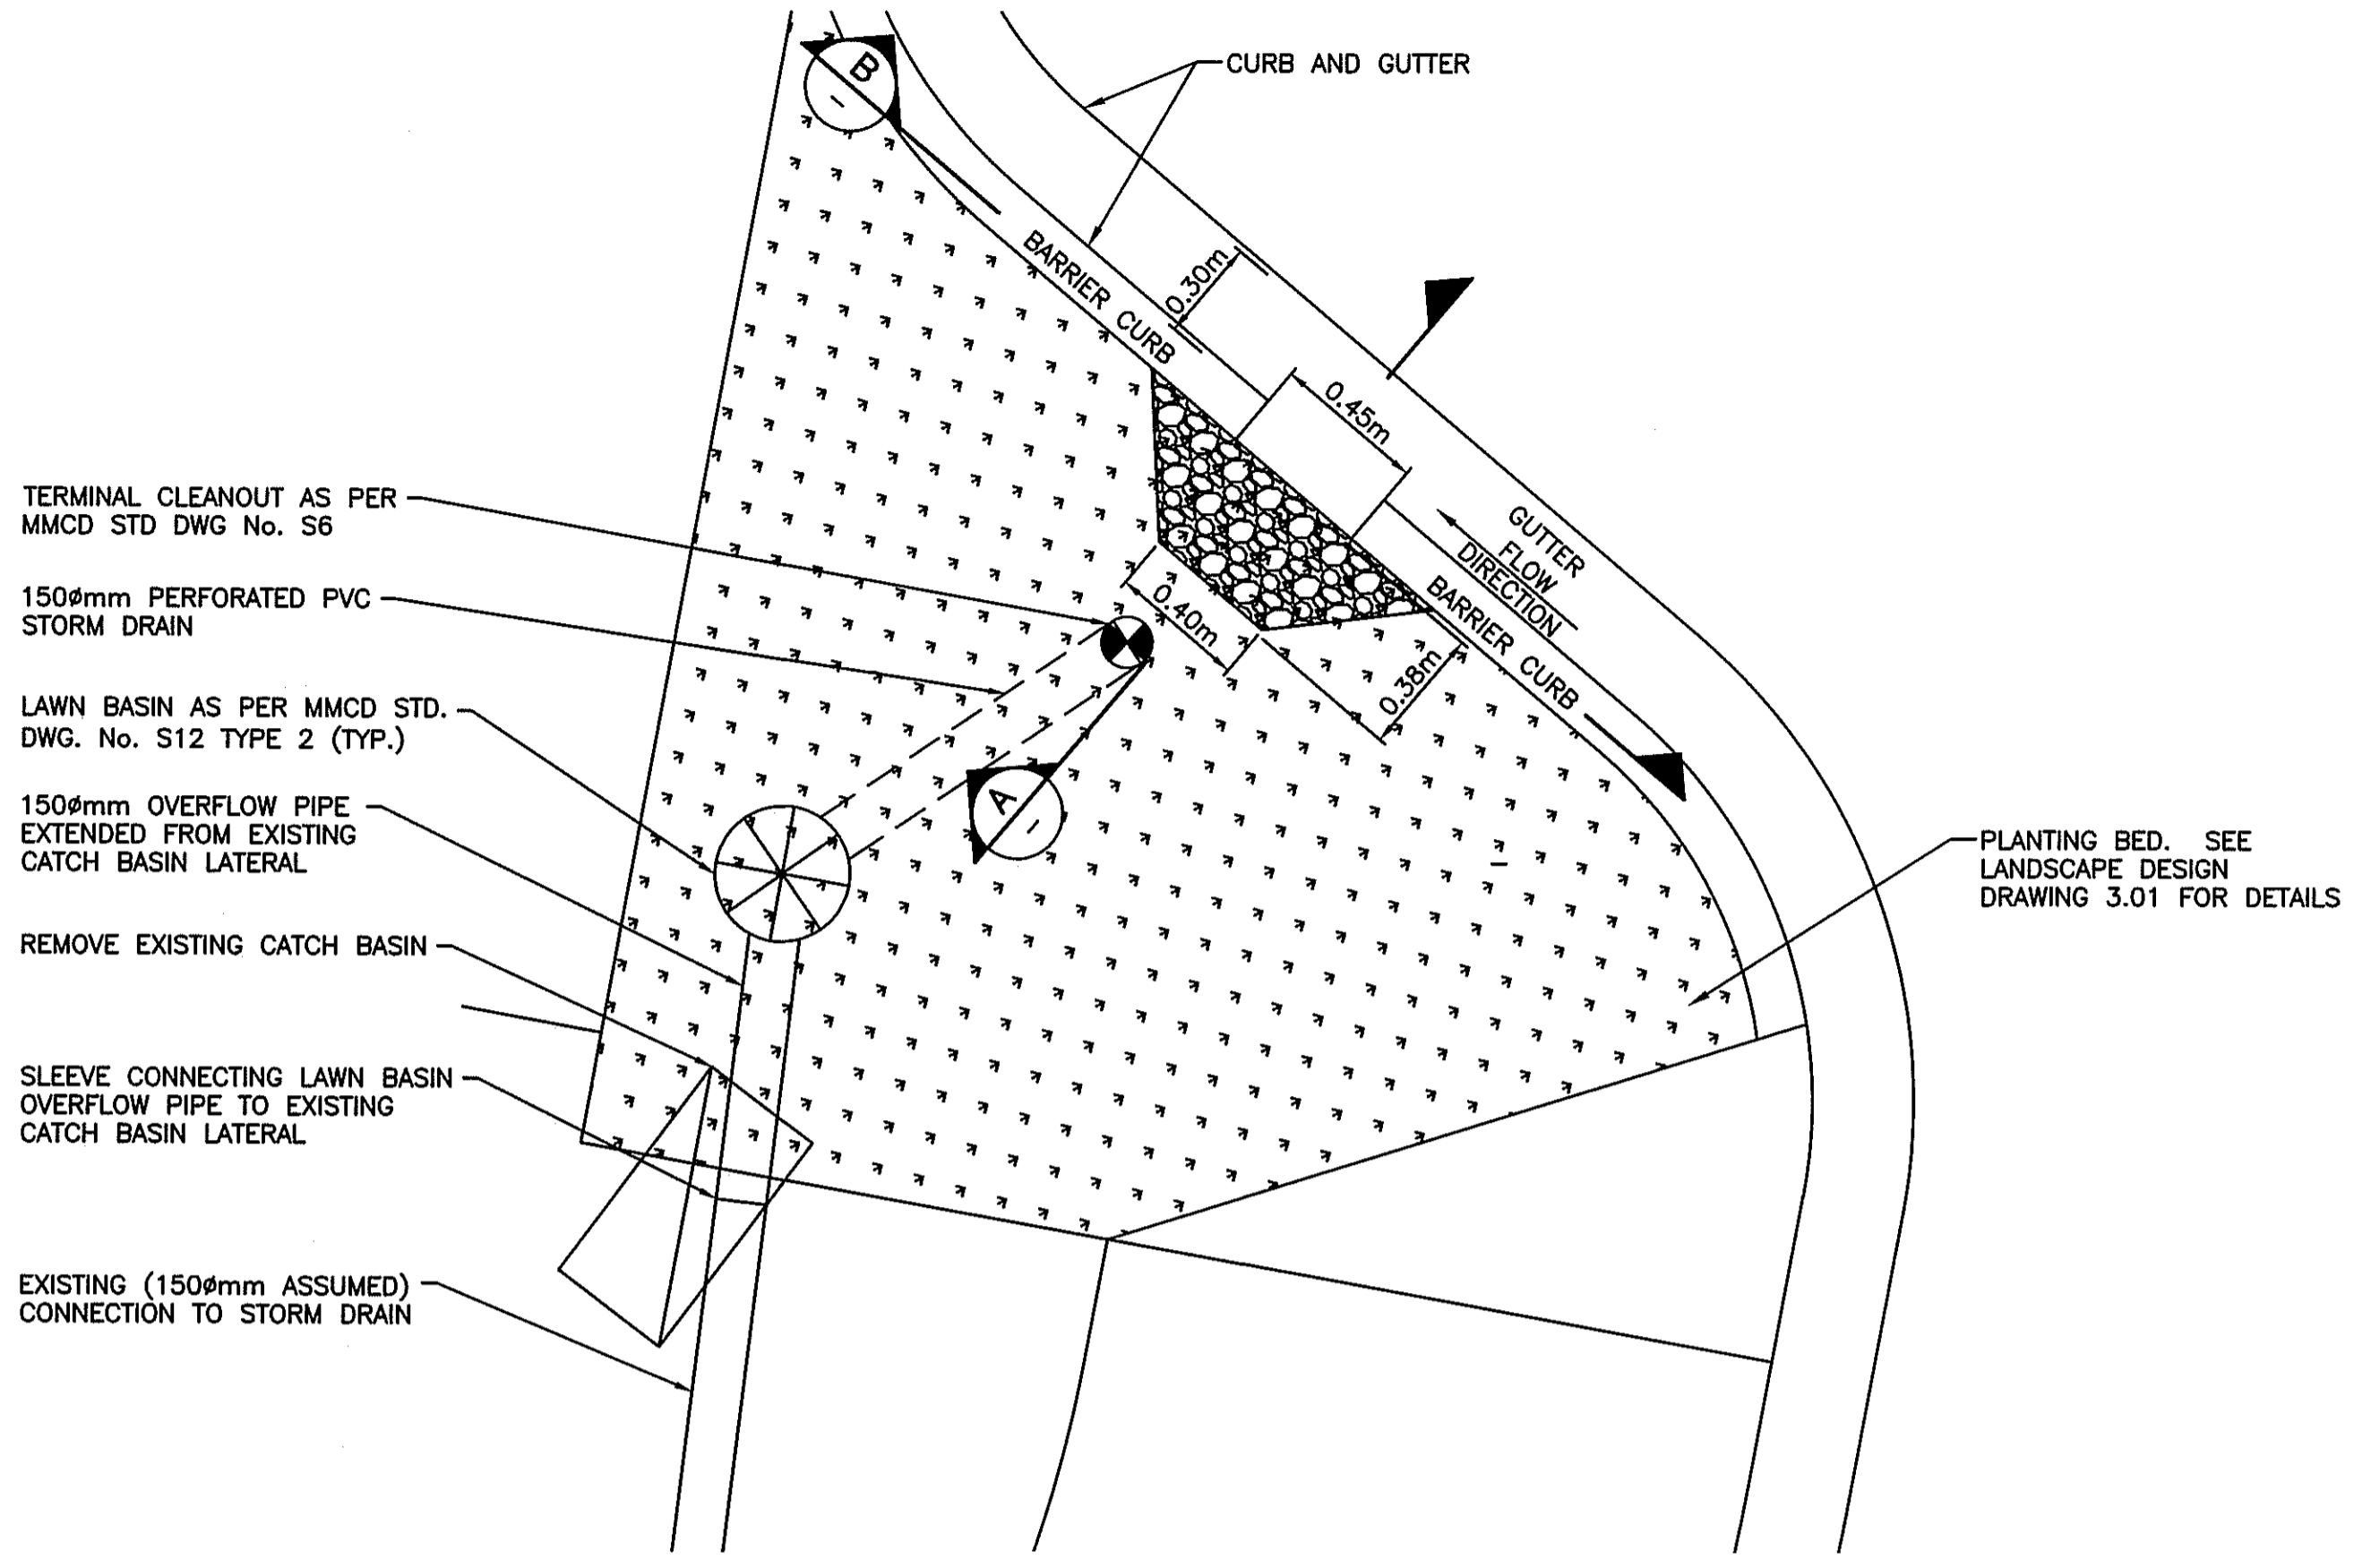 CURB AND GUTTER
B
-
BARRIER CURB
0.30m
0.45m
GUTTER
FLOW
DIRECTION
BARRIER CURB
0.40m
0.38m
A
-
TERMINAL CLEANOUT AS PER
MMCD STD DWG No. S6
150ømm PERFORATED PVC
STORM DRAIN
LAWN BASIN AS PER MMCD STD.
DWG. No. S12 TYPE 2 (TYP.)
150ømm OVERFLOW PIPE
EXTENDED FROM EXISTING
CATCH BASIN LATERAL
REMOVE EXISTING CATCH BASIN
SLEEVE CONNECTING LAWN BASIN
OVERFLOW PIPE TO EXISTING
CATCH BASIN LATERAL
EXISTING (150ømm ASSUMED)
CONNECTION TO STORM DRAIN
PLANTING BED. SEE
LANDSCAPE DESIGN
DRAWING 3.01 FOR DETAILS